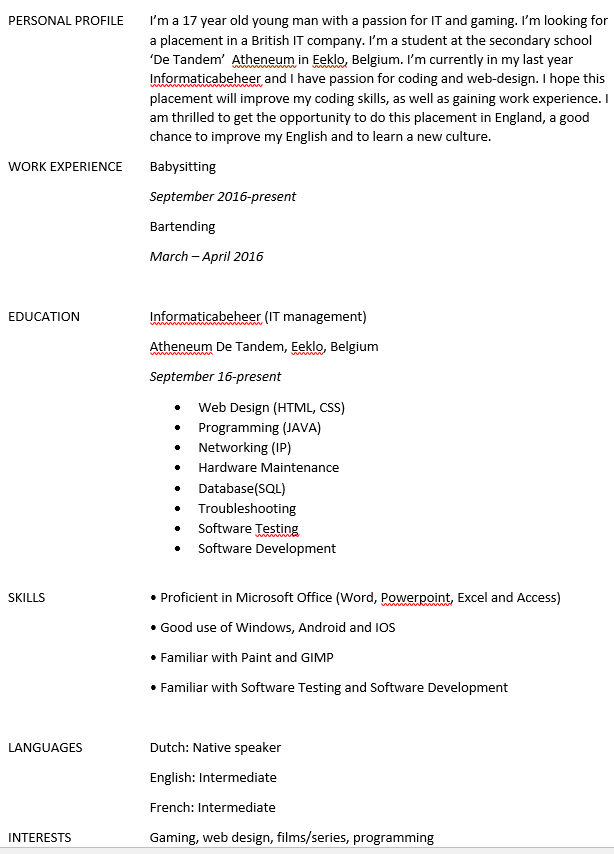 PERSONAL PROFILE I’m a 17 year old young man with a passion for IT and gaming. I’m looking for
a placement in a British IT company. I’m a student at the secondary school
‘De Tandem’  Atheneum in Eeklo, Belgium. I’m currently in my last year
Informaticabeheer and I have passion for coding and web-design. I hope this
placement will improve my coding skills, as well as gaining work experience. I
am thrilled to get the opportunity to do this placement in England, a good
chance to improve my English and to learn a new culture.
WORK EXPERIENCE Babysitting
September 2016-present
Bartending
March – April 2016
EDUCATION Informaticabeheer (IT management)
Atheneum De Tandem, Eeklo, Belgium
September 16-present
• Web Design (HTML, CSS)
• Programming (JAVA)
• Networking (IP)
• Hardware Maintenance
• Database(SQL)
• Troubleshooting
• Software Testing
• Software Development
SKILLS • Proficient in Microsoft Office (Word, Powerpoint, Excel and Access)
• Good use of Windows, Android and IOS
• Familiar with Paint and GIMP
• Familiar with Software Testing and Software Development
LANGUAGES Dutch: Native speaker
English: Intermediate
French: Intermediate
INTERESTS Gaming, web design, films/series, programming